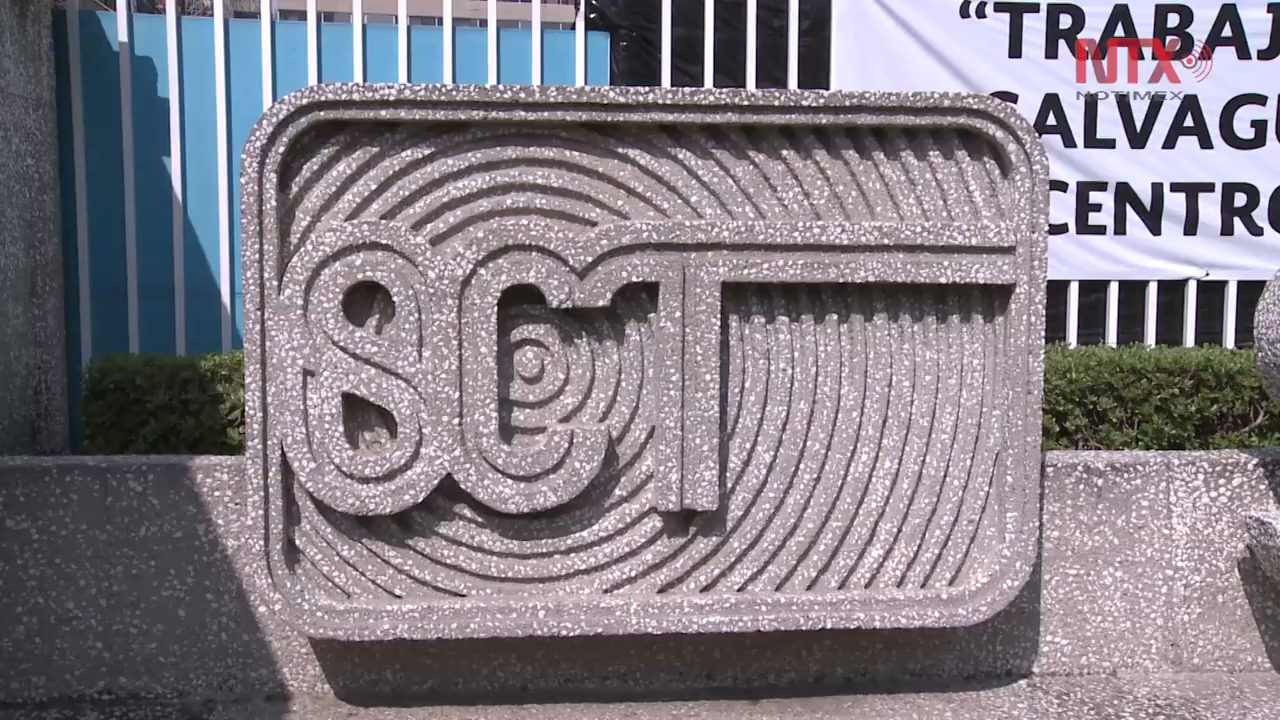 “TRABAJ
NTX
NOTIMEX
SALVAGU
CENTRO
SCT